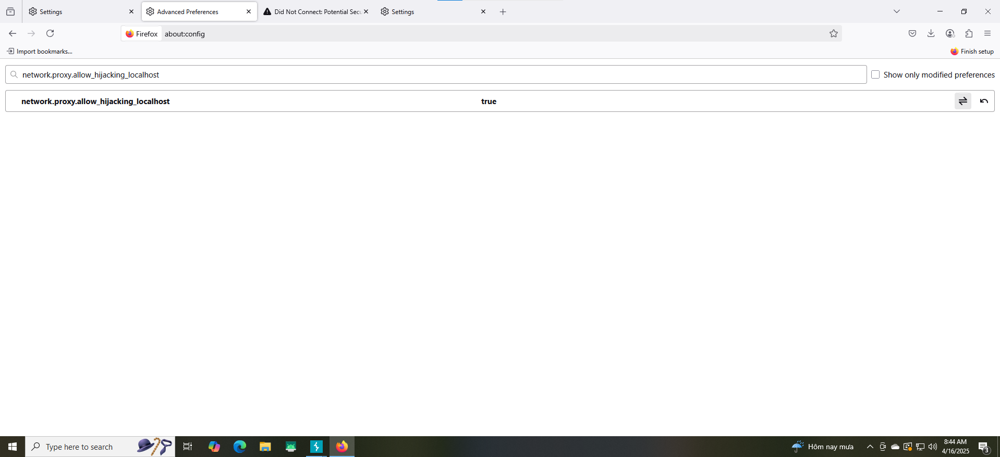 Settings
Advanced Preferences
Did Not Connect: Potential Secu
Settings
Firefox
about:config
Import bookmarks...
Finish setup
network.proxy.allow_hijacking_localhost
Show only modified preferences
network.proxy.allow_hijacking_localhost
true
Type here to search
Hôm nay mưa
8:44 AM
4/16/2025
3